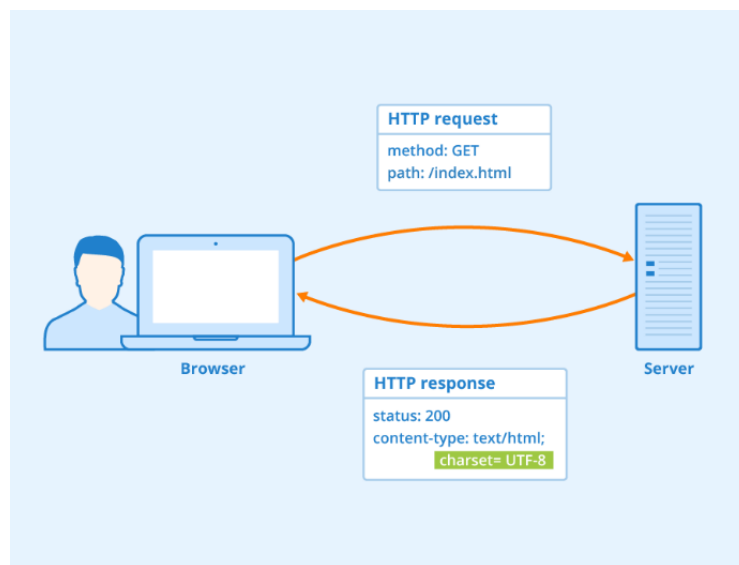 HTTP request
method: GET
path: /index.html
Browser
Server
HTTP response
status: 200
content-type: text/html;
charset= UTF-8